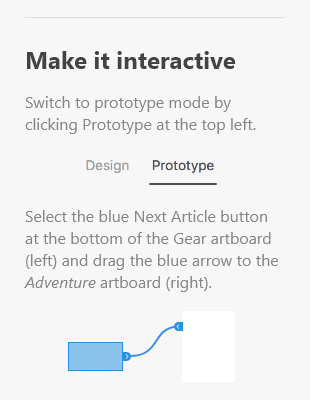 Make it interactive
Switch to prototype mode by
clicking Prototype at the top left.
Design Prototype
Select the blue Next Article button
at the bottom of the Gear artboard
(left) and drag the blue arrow to the
Adventure artboard (right).